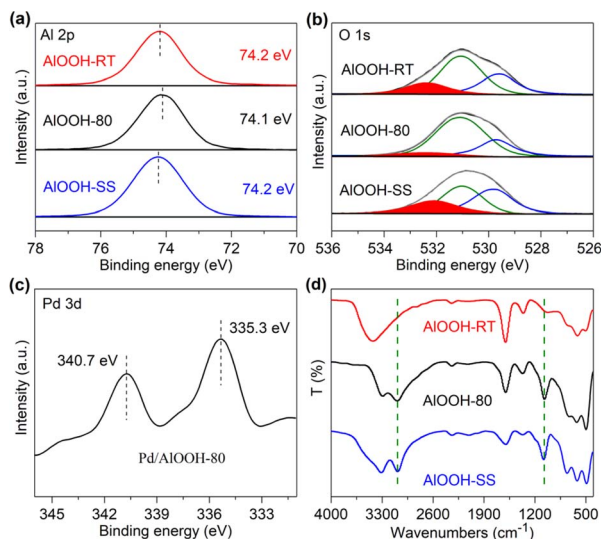 (a)
Al 2p
AlOOH-RT
74.2 eV
AlOOH-80
74.1 eV
AlOOH-SS
74.2 eV
Intensity (a.u.)
78 76 74 72 70
Binding energy (eV)
(b)
O 1s
AlOOH-RT
AlOOH-80
AlOOH-SS
Intensity (a.u.)
536 534 532 530 528 526
Binding energy (eV)
(c)
Pd 3d
335.3 eV
340.7 eV
Pd/AlOOH-80
Intensity (a.u.)
345 342 339 336 333
Binding energy (eV)
(d)
AlOOH-RT
AlOOH-80
AlOOH-SS
T (%)
4000 3300 2600 1900 1200 500
Wavenumbers (cm⁻¹)